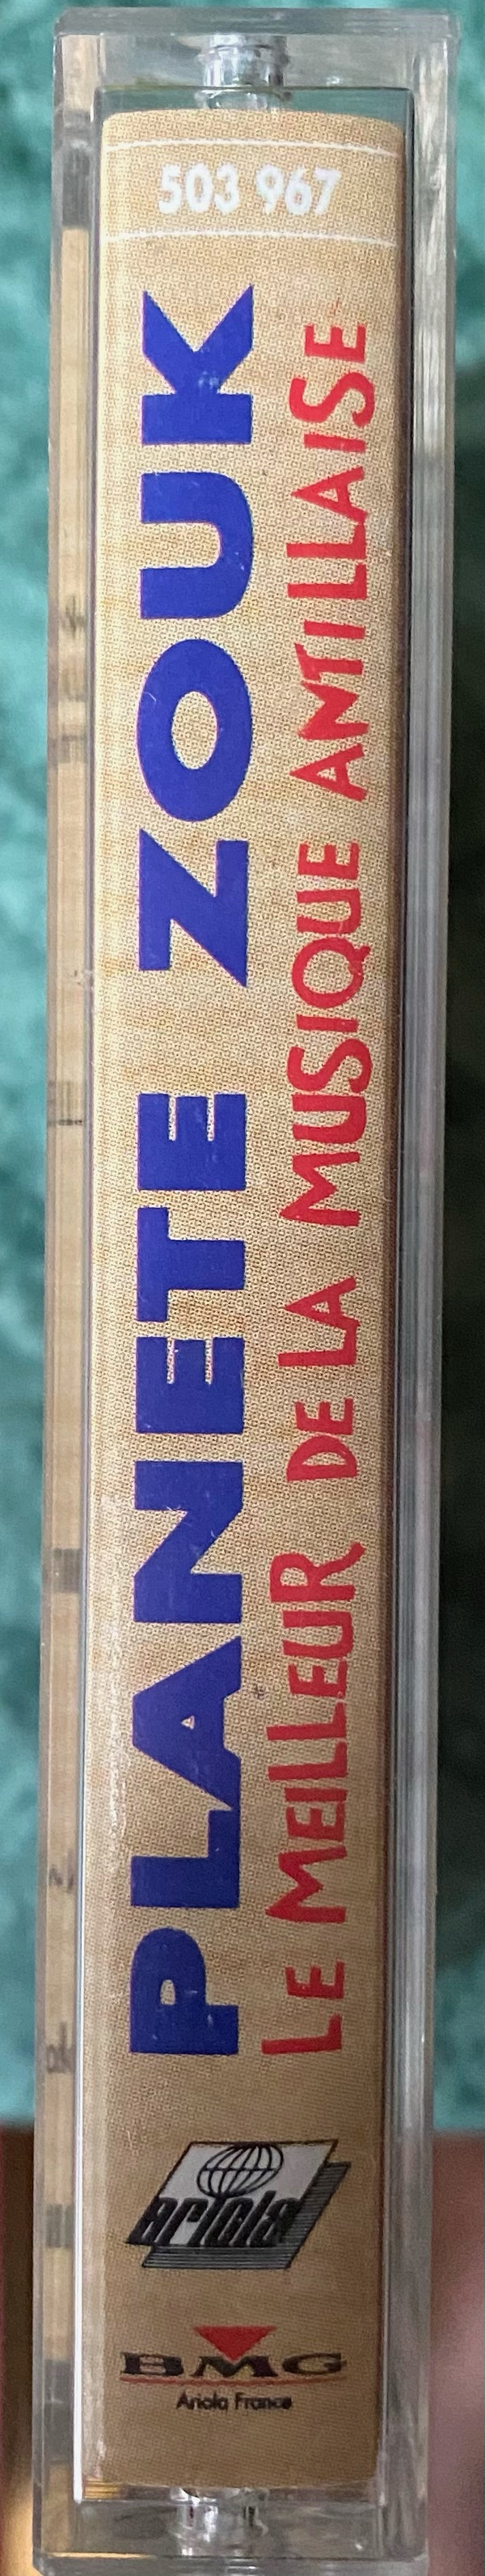 503 967
PLANETE ZOUK
LE MEILLEUR DE LA MUSIQUE ANTILLAISE
ariola
BMG
Ariola France